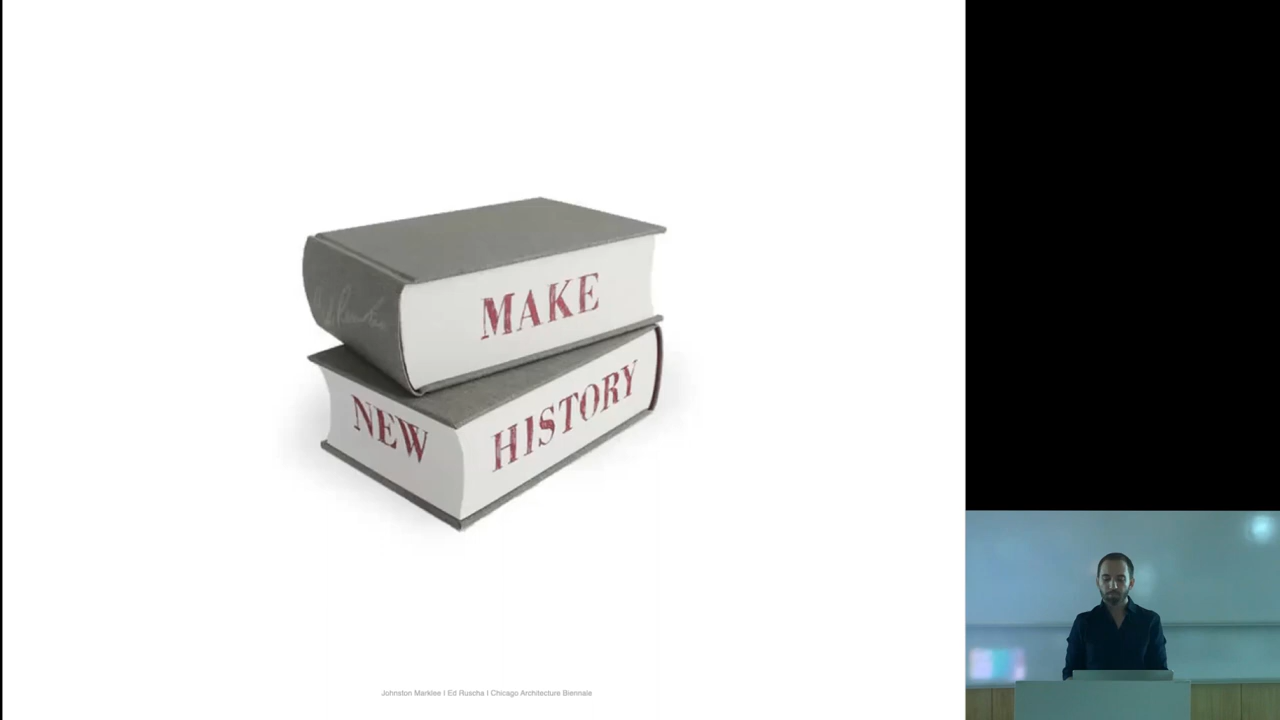 MAKE
NEW HISTORY
Johnston Marklee I Ed Ruscha I Chicago Architecture Biennale